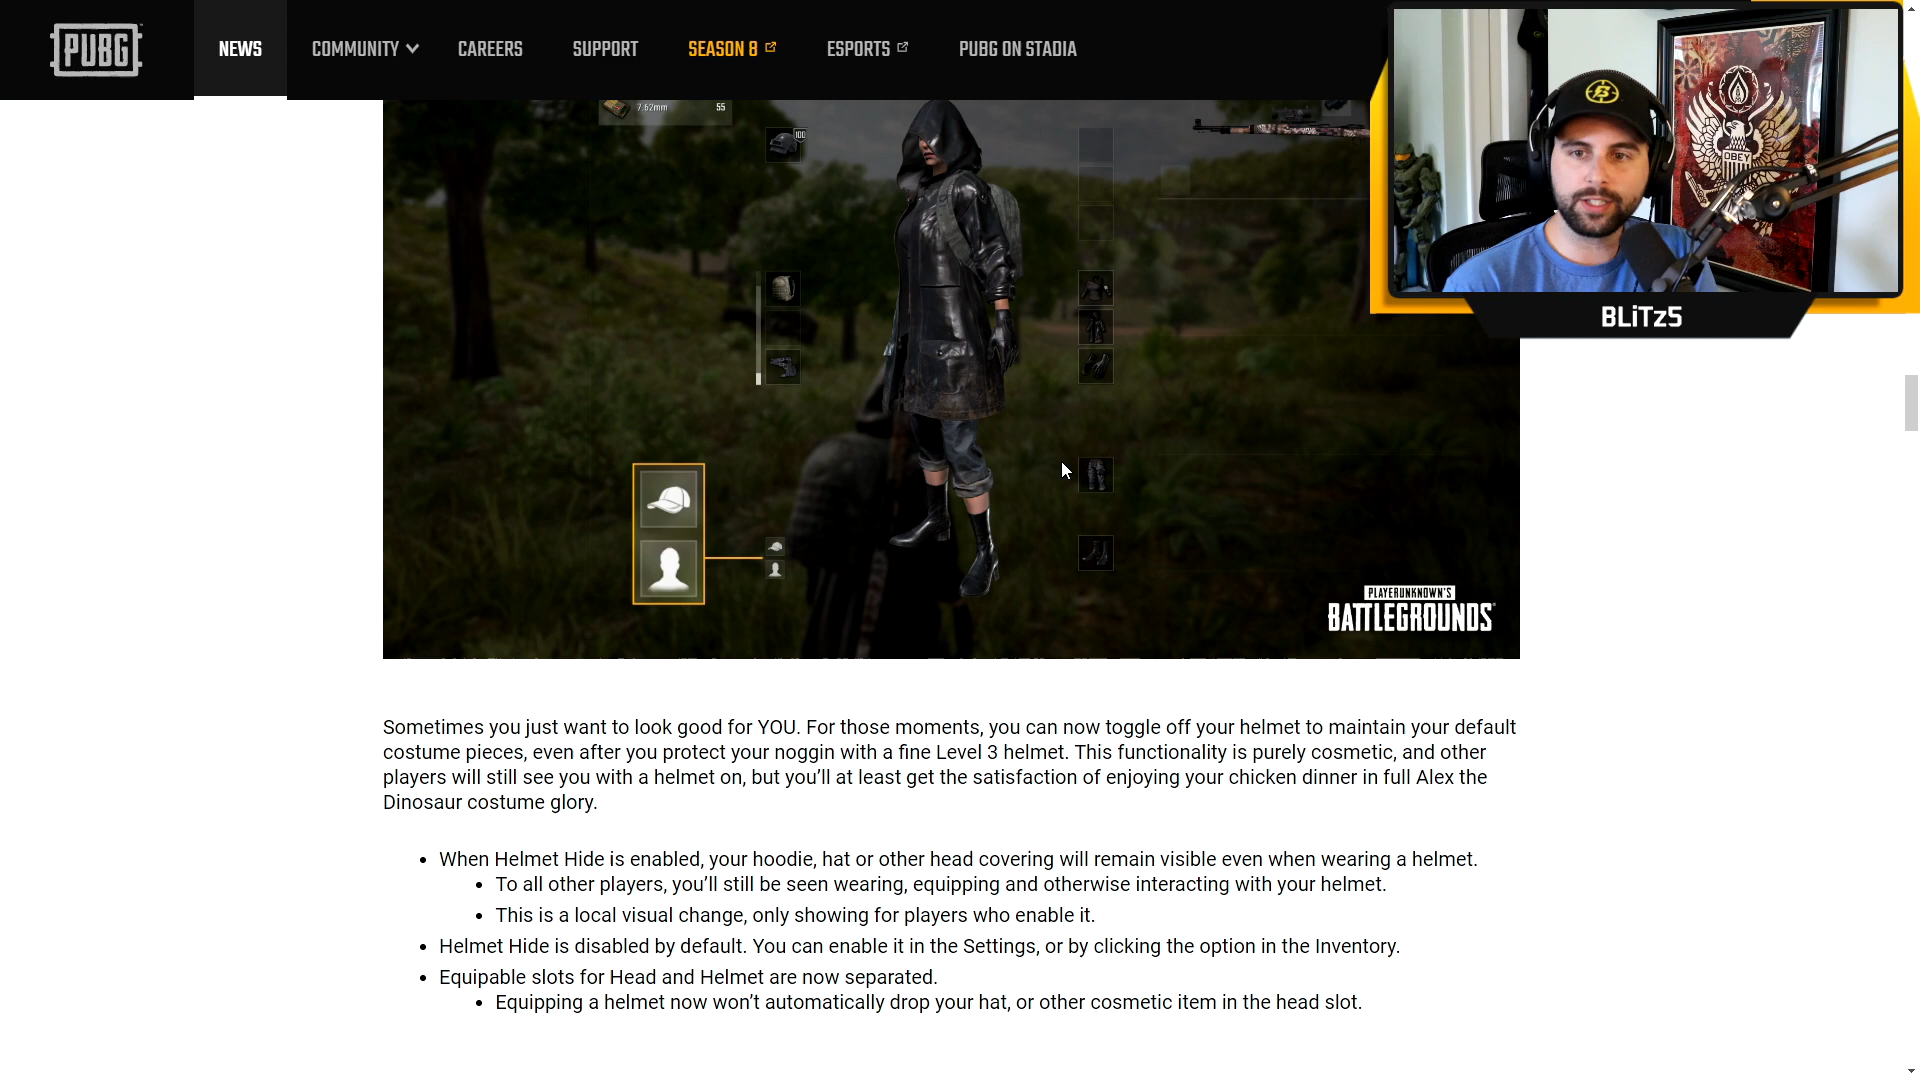 PUBG
NEWS
COMMUNITY
CAREERS
SUPPORT
SEASON 8
ESPORTS
PUBG ON STADIA
7.62mm 55
100
OBEY
BLiTz5
PLAYERUNKNOWN'S
BATTLEGROUNDS
Sometimes you just want to look good for YOU. For those moments, you can now toggle off your helmet to maintain your default
costume pieces, even after you protect your noggin with a fine Level 3 helmet. This functionality is purely cosmetic, and other
players will still see you with a helmet on, but you’ll at least get the satisfaction of enjoying your chicken dinner in full Alex the
Dinosaur costume glory.
• When Helmet Hide is enabled, your hoodie, hat or other head covering will remain visible even when wearing a helmet.
• To all other players, you’ll still be seen wearing, equipping and otherwise interacting with your helmet.
• This is a local visual change, only showing for players who enable it.
• Helmet Hide is disabled by default. You can enable it in the Settings, or by clicking the option in the Inventory.
• Equipable slots for Head and Helmet are now separated.
• Equipping a helmet now won’t automatically drop your hat, or other cosmetic item in the head slot.